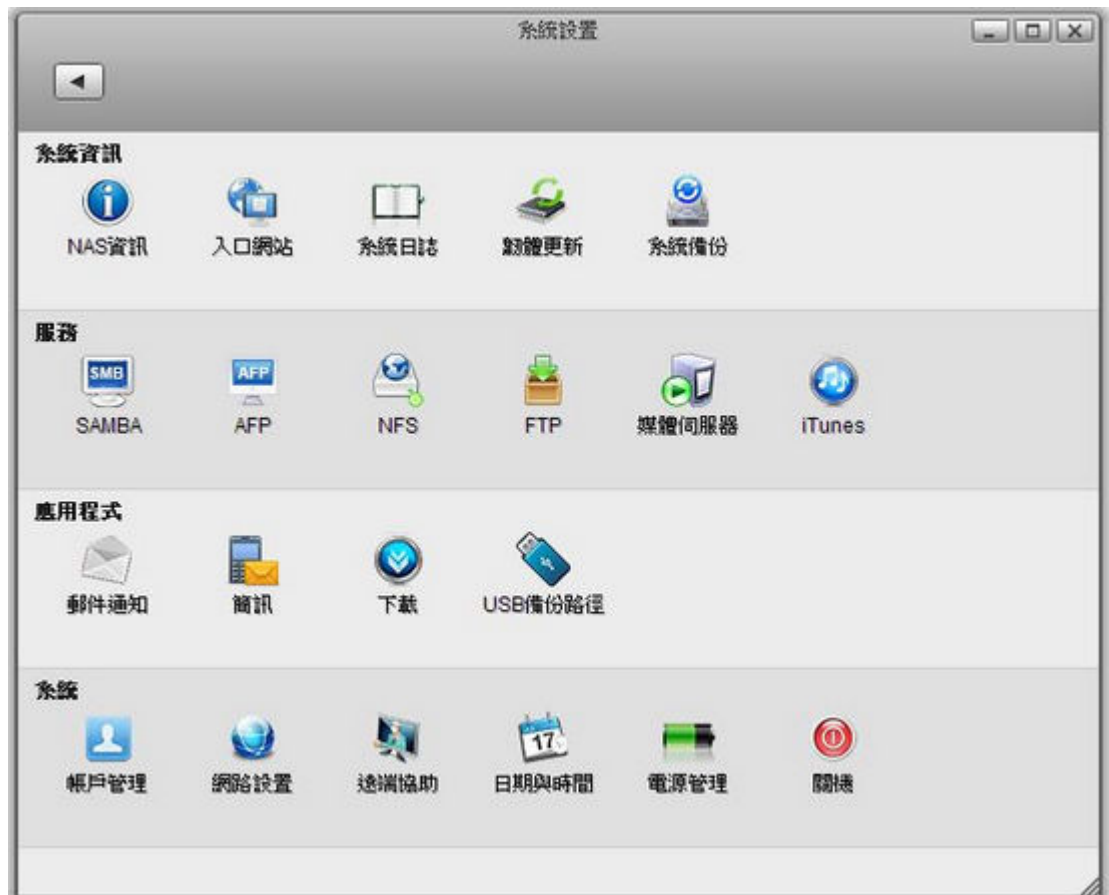 系統設置
系統資訊
NAS資訊 入口網站 系統日誌 韌體更新 系統備份
服務
SMB AFP
SAMBA AFP NFS FTP 媒體伺服器 iTunes
應用程式
郵件通知 簡訊 下載 USB備份路徑
系統
17
帳戶管理 網路設置 遠端協助 日期與時間 電源管理 關機